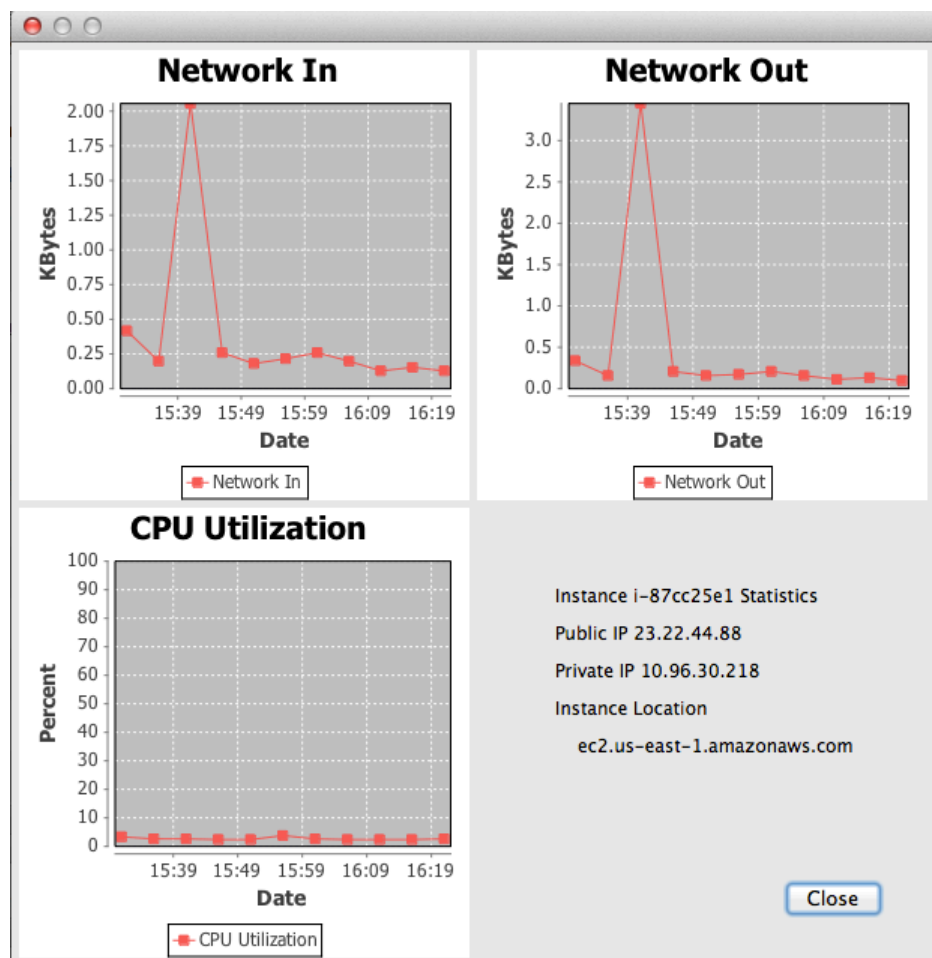 Network In
2.00
1.75
1.50
1.25
1.00
0.75
0.50
0.25
0.00
KBytes
15:39 15:49 15:59 16:09 16:19
Date
Network In
Network Out
3.0
2.5
2.0
1.5
1.0
0.5
0.0
KBytes
15:39 15:49 15:59 16:09 16:19
Date
Network Out
CPU Utilization
100
90
80
70
60
50
40
30
20
10
0
Percent
15:39 15:49 15:59 16:09 16:19
Date
CPU Utilization
Instance i-87cc25e1 Statistics
Public IP 23.22.44.88
Private IP 10.96.30.218
Instance Location
ec2.us-east-1.amazonaws.com
Close